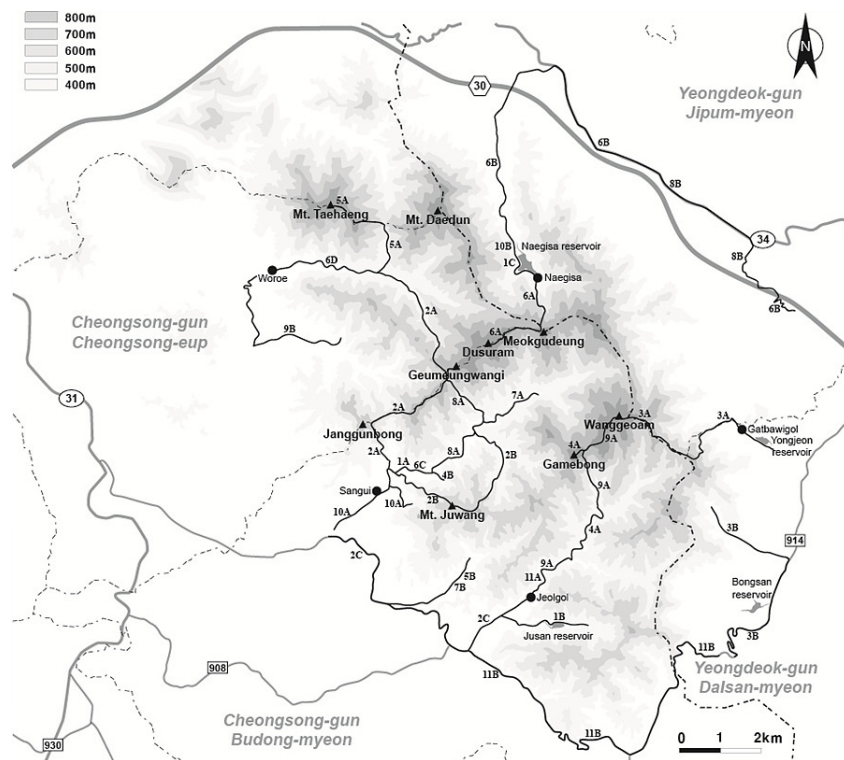 800m
700m
600m
500m
400m
N
30
Yeongdeok-gun
Jipum-myeon
6B
6B
8B
5A
Mt. Taehaeng
Mt. Daedun
34
5A
10B
1C
Naegisa reservoir
8B
6D
Woroe
Naegisa
6A
6B
2A
Cheongsong-gun
Cheongsong-eup
9B
6A
Meokgudeung
Dusuram
Geumeungwangi
31
2A
8A
7A
Janggunbong
Wanggeoam
3A
3A
Gatbawigol
Yongjeon
reservoir
9A
4A
Gamebong
2A
1A
6C
8A
4B
2B
Sangui
10A
2B
9A
Mt. Juwang
10A
4A
3B
914
2C
5B
7B
9A
11A
Jeolgol
Bongsan
reservoir
2C
1B
Jusan reservoir
3B
11B
908
11B
Yeongdeok-gun
Dalsan-myeon
Cheongsong-gun
Budong-myeon
11B
930
0 1 2km